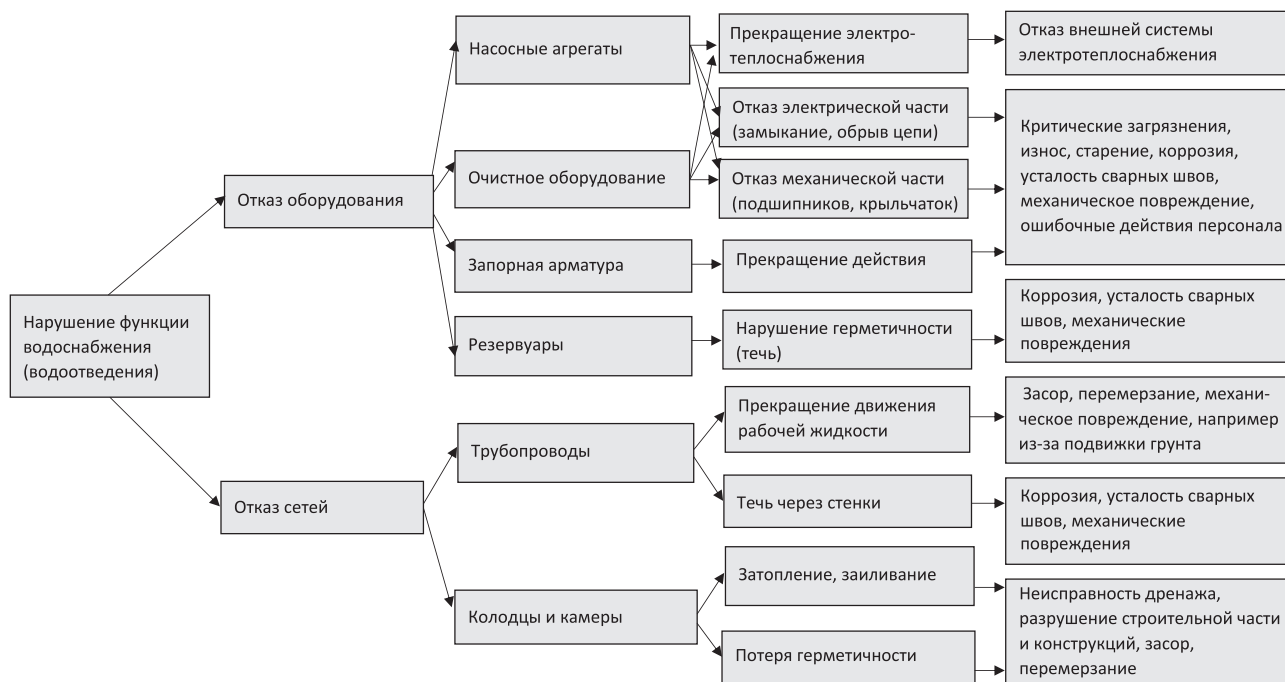 Нарушение функции
водоснабжения
(водоотведения)
Отказ оборудования
Отказ сетей
Насосные агрегаты
Очистное оборудование
Запорная арматура
Резервуары
Трубопроводы
Колодцы и камеры
Прекращение электро-
теплоснабжения
Отказ электрической части
(замыкание, обрыв цепи)
Отказ механической части
(подшипников, крыльчаток)
Прекращение действия
Нарушение герметичности
(течь)
Прекращение движения
рабочей жидкости
Течь через стенки
Затопление, заиливание
Потеря герметичности
Отказ внешней системы
электротеплоснабжения
Критические загрязнения,
износ, старение, коррозия,
усталость сварных швов,
механическое повреждение,
ошибочные действия персонала
Коррозия, усталость сварных
швов, механические
повреждения
Засор, перемерзание, механи-
ческое повреждение, например
из-за подвижки грунта
Коррозия, усталость сварных
швов, механические
повреждения
Неисправность дренажа,
разрушение строительной части
и конструкций, засор,
перемерзание